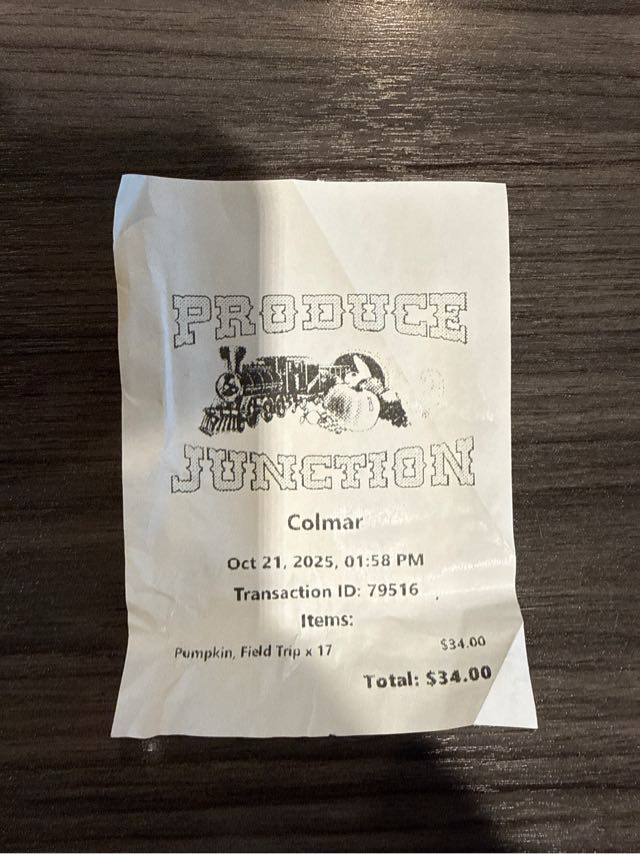 PRODUCE
JUNCTION
Colmar
Oct 21, 2025, 01:58 PM
Transaction ID: 79516
Items:
Pumpkin, Field Trip x 17 $34.00
Total: $34.00